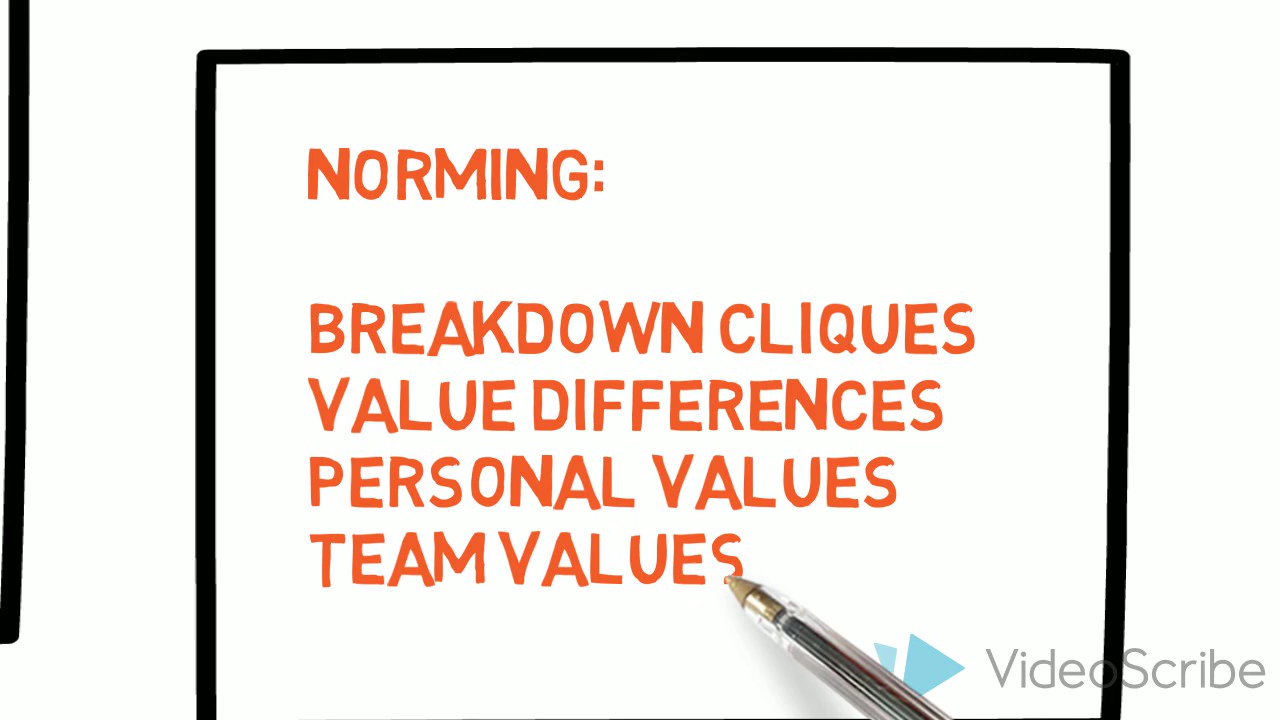 NORMING:
BREAKDOWN CLIQUES
VALUE DIFFERENCES
PERSONAL VALUES
TEAM VALUES
VideoScribe